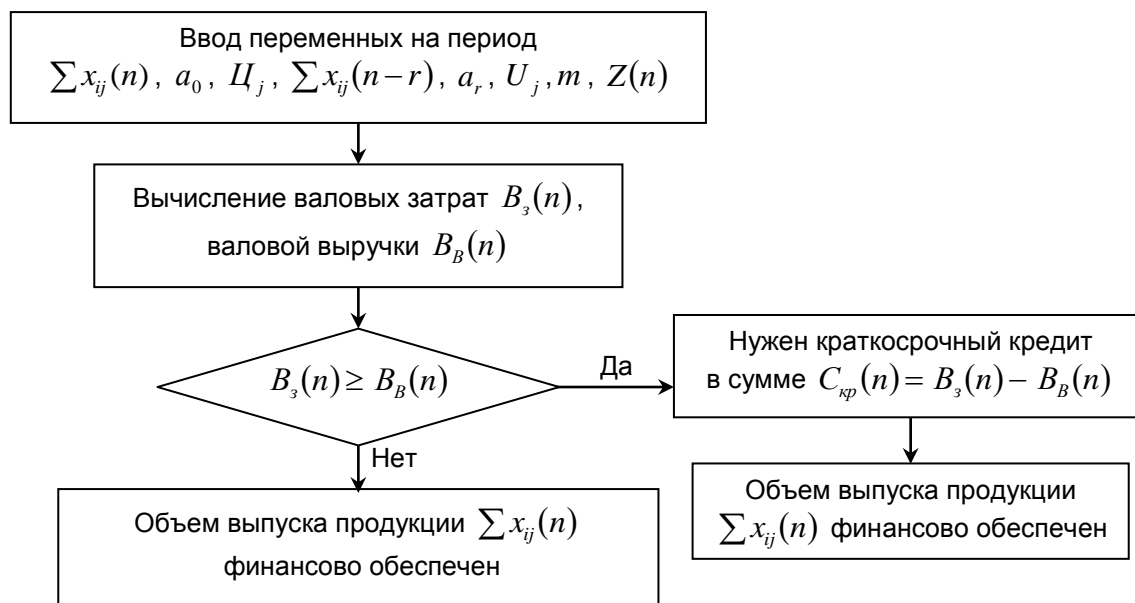 Ввод переменных на период
∑x_ij(n), a_0, Ц_j, ∑x_ij(n−r), a_r, U_j, m, Z(n)
Вычисление валовых затрат B_з(n),
валовой выручки B_B(n)
B_з(n) ≥ B_B(n)
Да
Нужен краткосрочный кредит
в сумме C_кр(n) = B_з(n) − B_B(n)
Нет
Объем выпуска продукции
∑x_ij(n) финансово обеспечен
Объем выпуска продукции ∑x_ij(n)
финансово обеспечен